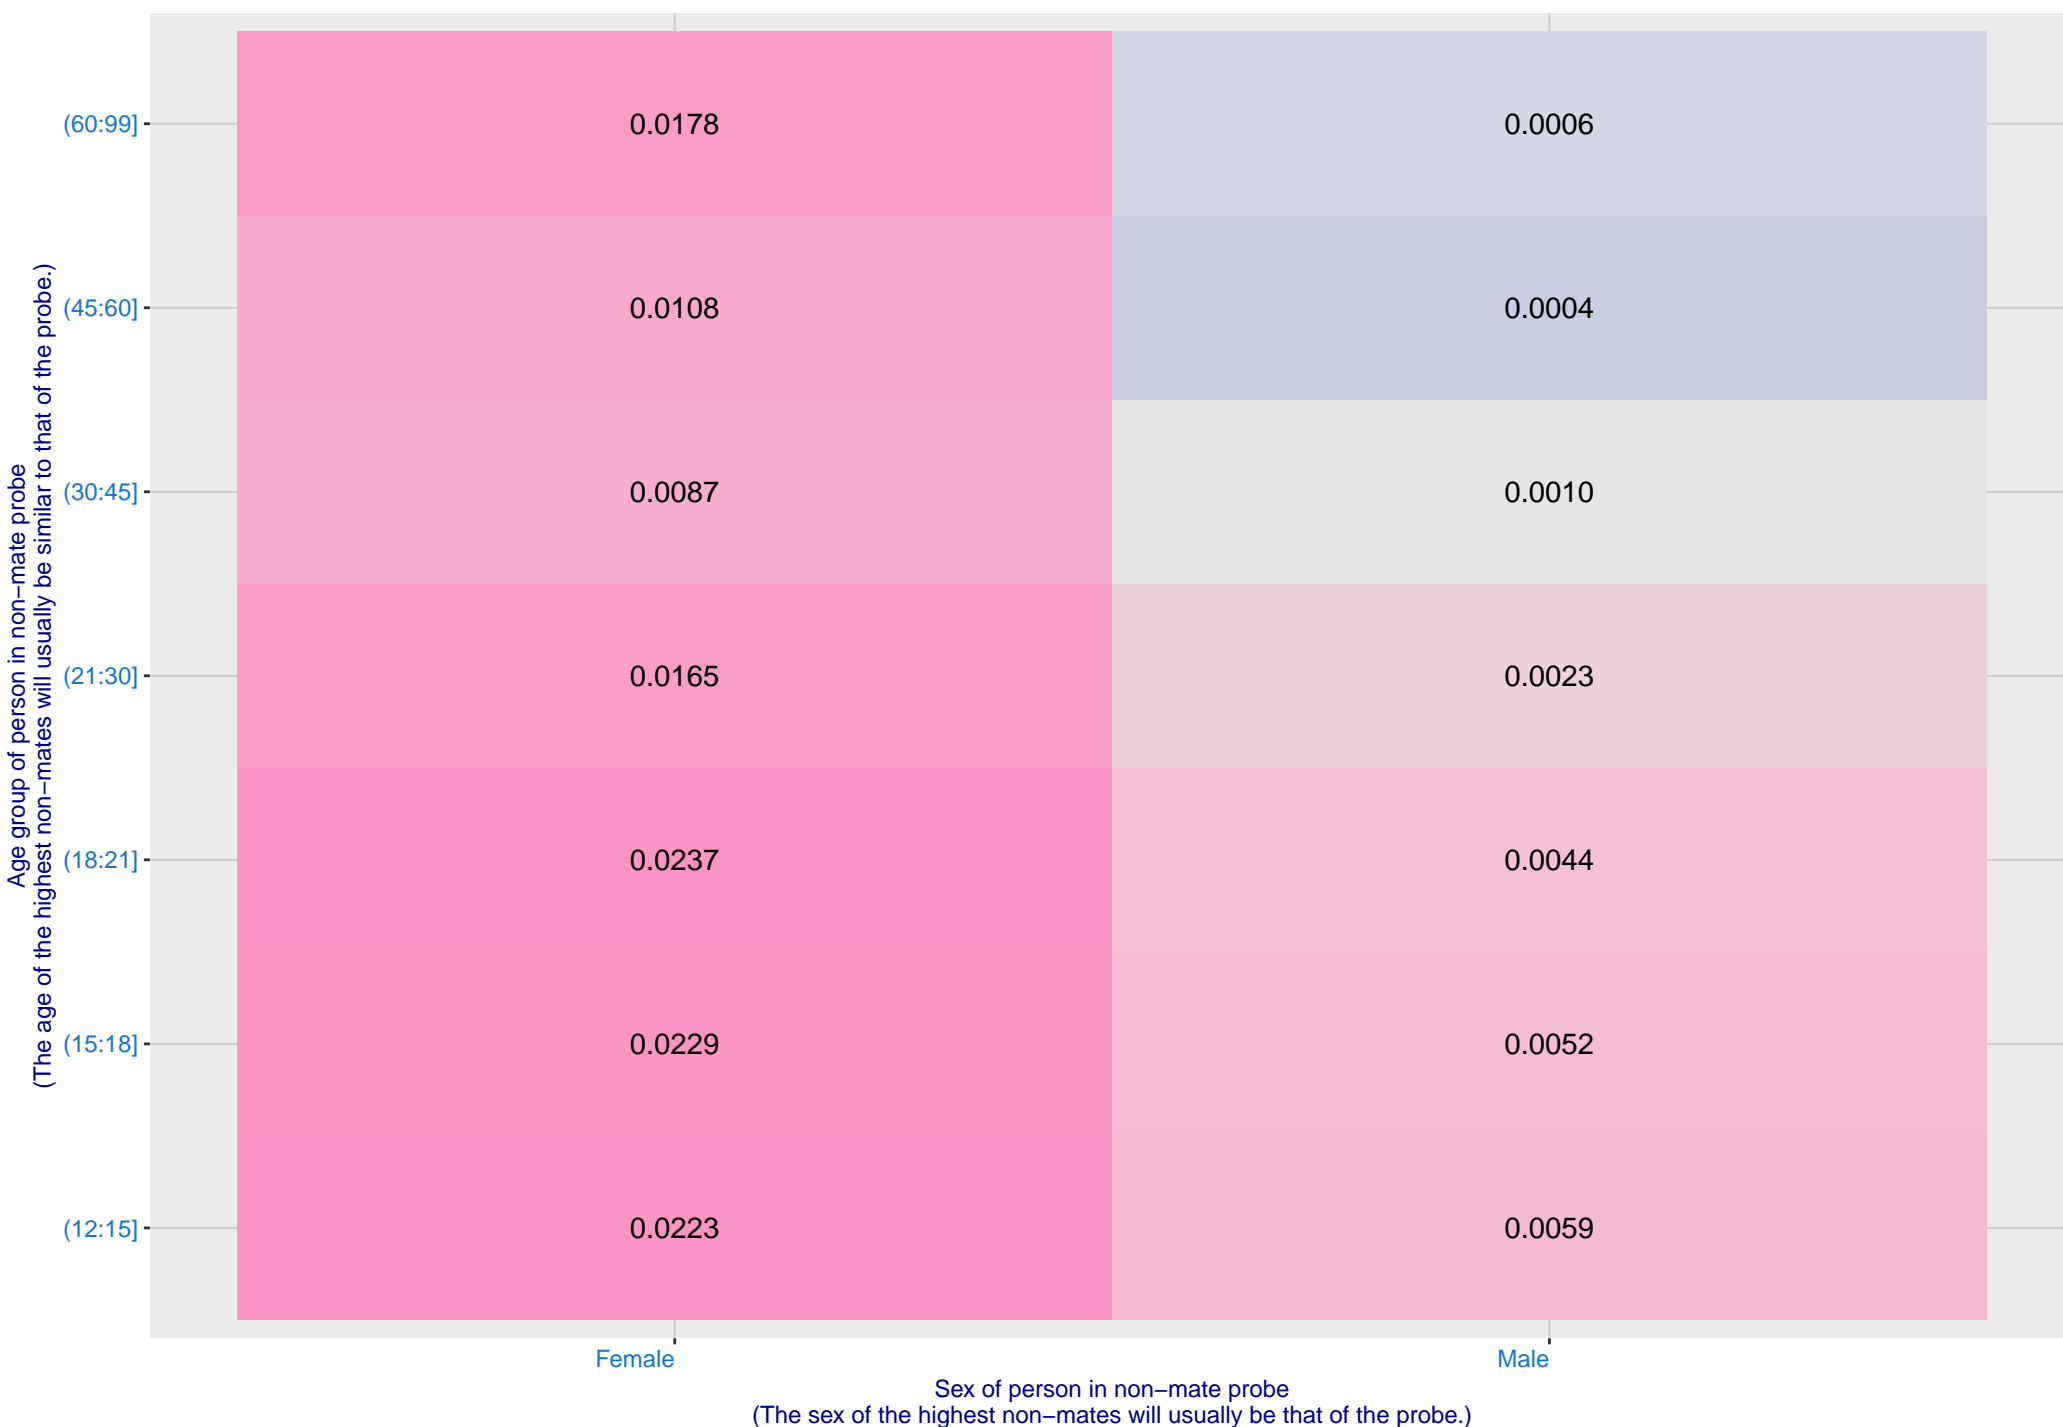 Age group of person in non−mate probe
(The age of the highest non−mates will usually be similar to that of the probe.)
(60:99] 0.0178 0.0006
(45:60] 0.0108 0.0004
(30:45] 0.0087 0.0010
(21:30] 0.0165 0.0023
(18:21] 0.0237 0.0044
(15:18] 0.0229 0.0052
(12:15] 0.0223 0.0059
Female Male
Sex of person in non−mate probe
(The sex of the highest non−mates will usually be that of the probe.)